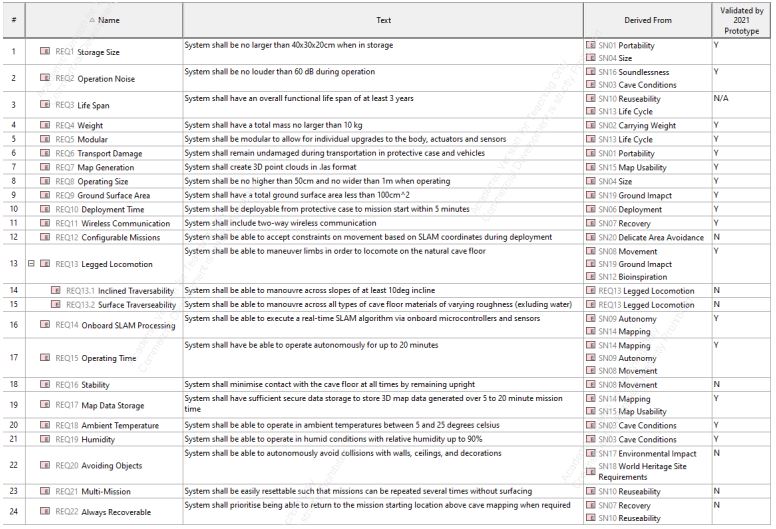 # Name Text Derived From Validated by 2021 Prototype
1 REQ1 Storage Size System shall be no larger than 40x30x20cm when in storage SN01 Portability Y
SN04 Size
2 REQ2 Operation Noise System shall be no louder than 60 dB during operation SN16 Soundlessness Y
SN03 Cave Conditions
3 REQ3 Life Span System shall have an overall functional life span of at least 3 years SN10 Reuseability N/A
SN13 Life Cycle
4 REQ4 Weight System shall have a total mass no larger than 10 kg SN02 Carrying Weight Y
5 REQ5 Modular System shall be modular to allow for individual upgrades to the body, actuators and sensors SN13 Life Cycle Y
6 REQ6 Transport Damage System shall remain undamaged during transportation in protective case and vehicles SN01 Portability Y
7 REQ7 Map Generation System shall create 3D point clouds in .las format SN15 Map Usability Y
8 REQ8 Operating Size System shall be no higher than 50cm and no wider than 1m when operating SN04 Size Y
9 REQ9 Ground Surface Area System shall have a total ground surface area less than 100cm^2 SN19 Ground Imapct Y
10 REQ10 Deployment Time System shall be deployable from protective case to mission start within 5 minutes SN06 Deployment Y
11 REQ11 Wireless Communication System shall include two-way wireless communication SN07 Recovery Y
12 REQ12 Configurable Missions System shall be able to accept constraints on movement based on SLAM coordinates during deployment SN20 Delicate Area Avoidance N
13 REQ13 Legged Locomotion System shall be able to maneuver limbs in order to locomote on the natural cave floor SN08 Movement Y
SN19 Ground Imapct
SN12 Bioinspiration
14 REQ13.1 Inclined Traversability System shall be able to manouvre across slopes of at least 10deg incline REQ13 Legged Locomotion N
15 REQ13.2 Surface Traverseability System shall be able to manouvre across all types of cave floor materials of varying roughness (exluding water) REQ13 Legged Locomotion N
16 REQ14 Onboard SLAM Processing System shall be able to execute a real-time SLAM algorithm via onboard microcontrollers and sensors SN09 Autonomy Y
SN14 Mapping
17 REQ15 Operating Time System shall have be able to operate autonomously for up to 20 minutes SN14 Mapping Y
SN09 Autonomy
SN08 Movement
18 REQ16 Stability System shall minimise contact with the cave floor at all times by remaining upright SN08 Movement N
19 REQ17 Map Data Storage System shall have sufficient secure data storage to store 3D map data generated over 5 to 20 minute mission SN14 Mapping Y
time SN15 Map Usability
20 REQ18 Ambient Temperature System shall be able to operate in ambient temperatures between 5 and 25 degrees celsius SN03 Cave Conditions Y
21 REQ19 Humidity System shall be able to operate in humid conditions with relative humidity up to 90% SN03 Cave Conditions Y
22 REQ20 Avoiding Objects System shall be able to autonomously avoid collisions with walls, ceilings, and decorations SN17 Environmental Impact N
SN18 World Heritage Site
Requirements
23 REQ21 Multi-Mission System shall be easily resettable such that missions can be repeated several times without surfacing SN10 Reuseability N
24 REQ22 Always Recoverable System shall prioritise being able to return to the mission starting location above cave mapping when required SN07 Recovery N
SN10 Reuseability